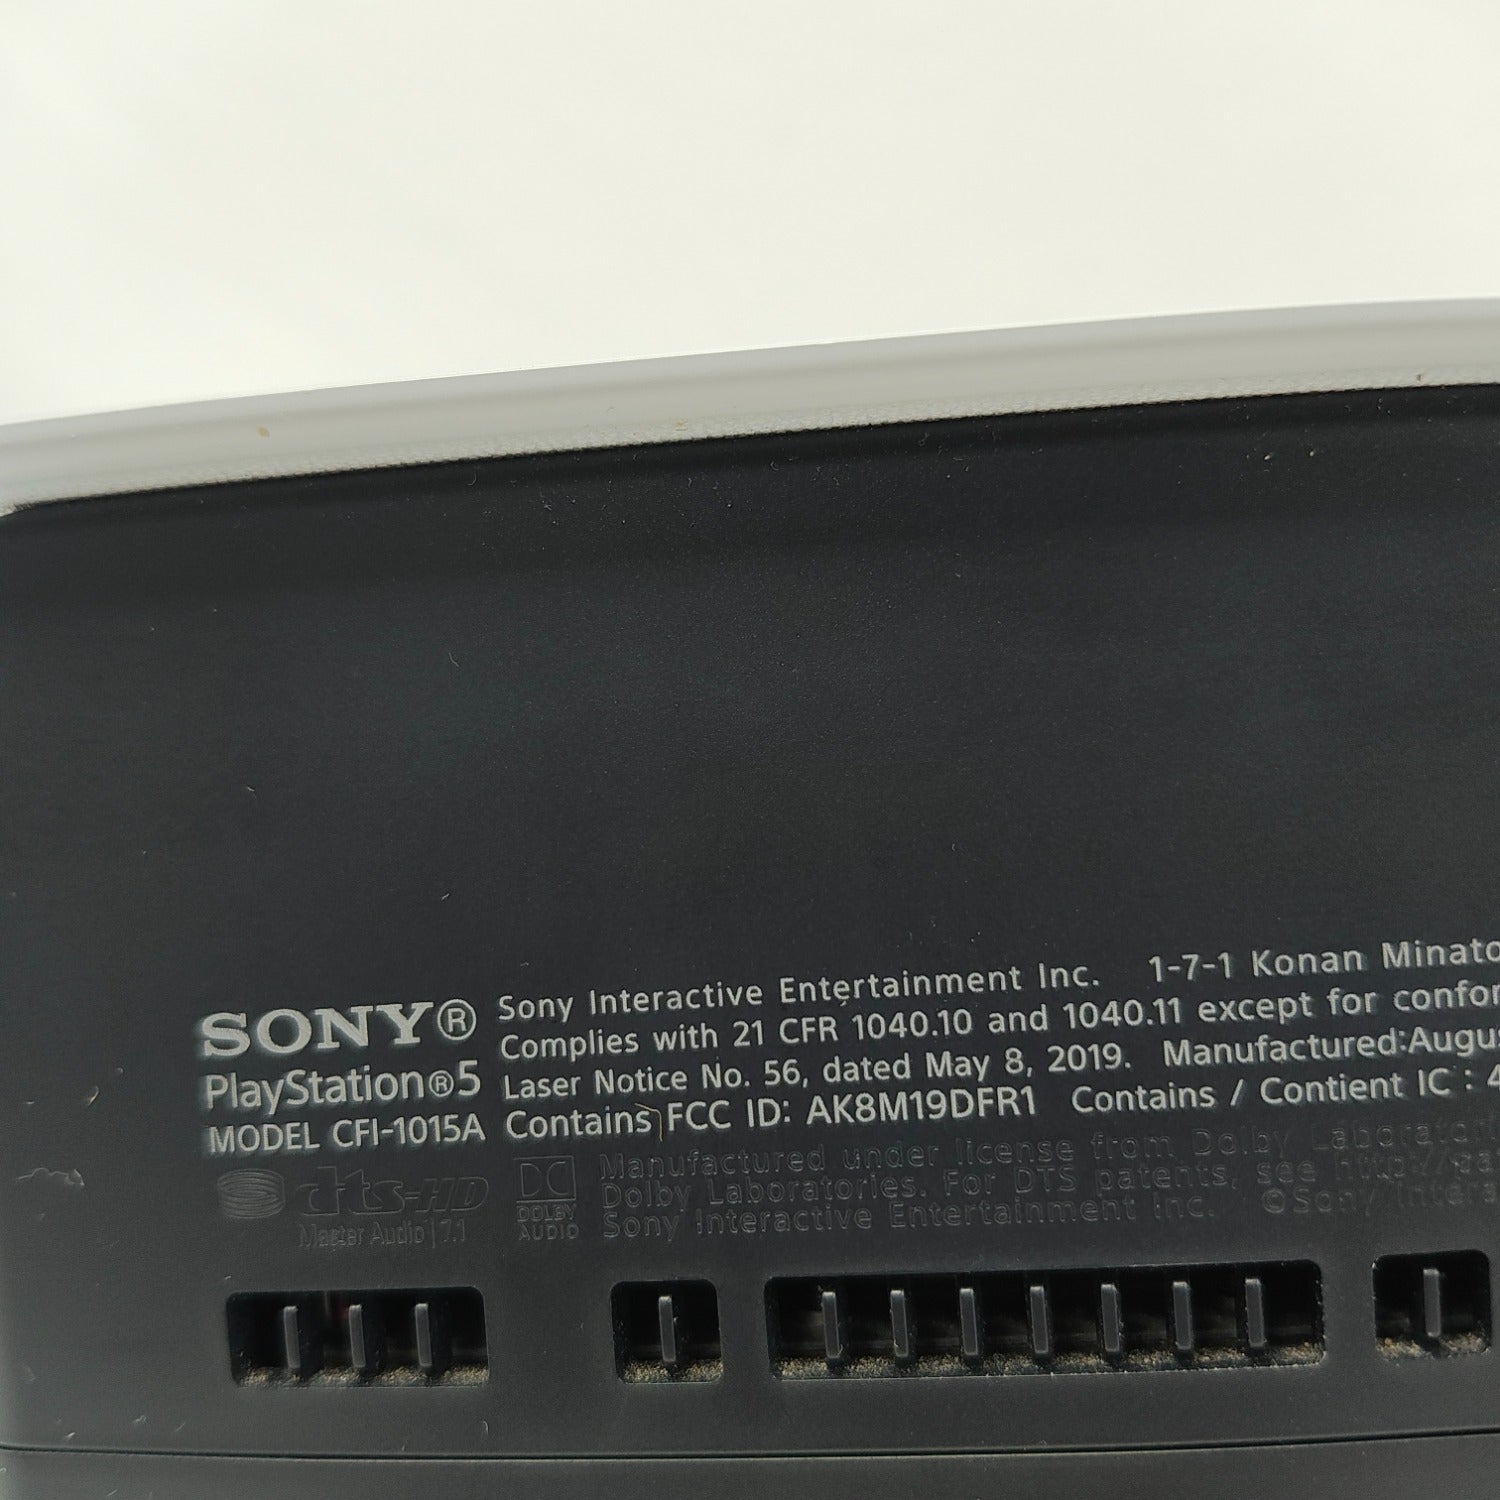 SONY®
PlayStation®5
MODEL CFI-1015A
Sony Interactive Entertainment Inc. 1-7-1 Konan Minato
Complies with 21 CFR 1040.10 and 1040.11 except for confor
Laser Notice No. 56, dated May 8, 2019. Manufactured:Augus
Contains FCC ID: AK8M19DFR1 Contains / Contient IC : 4
dts-HD
Master Audio | 7.1
DOLBY
AUDIO
Manufactured under license from Dolby Laborator
Dolby Laboratories. For DTS patents, see http://pat
Sony Interactive Entertainment Inc. ©Sony Intera